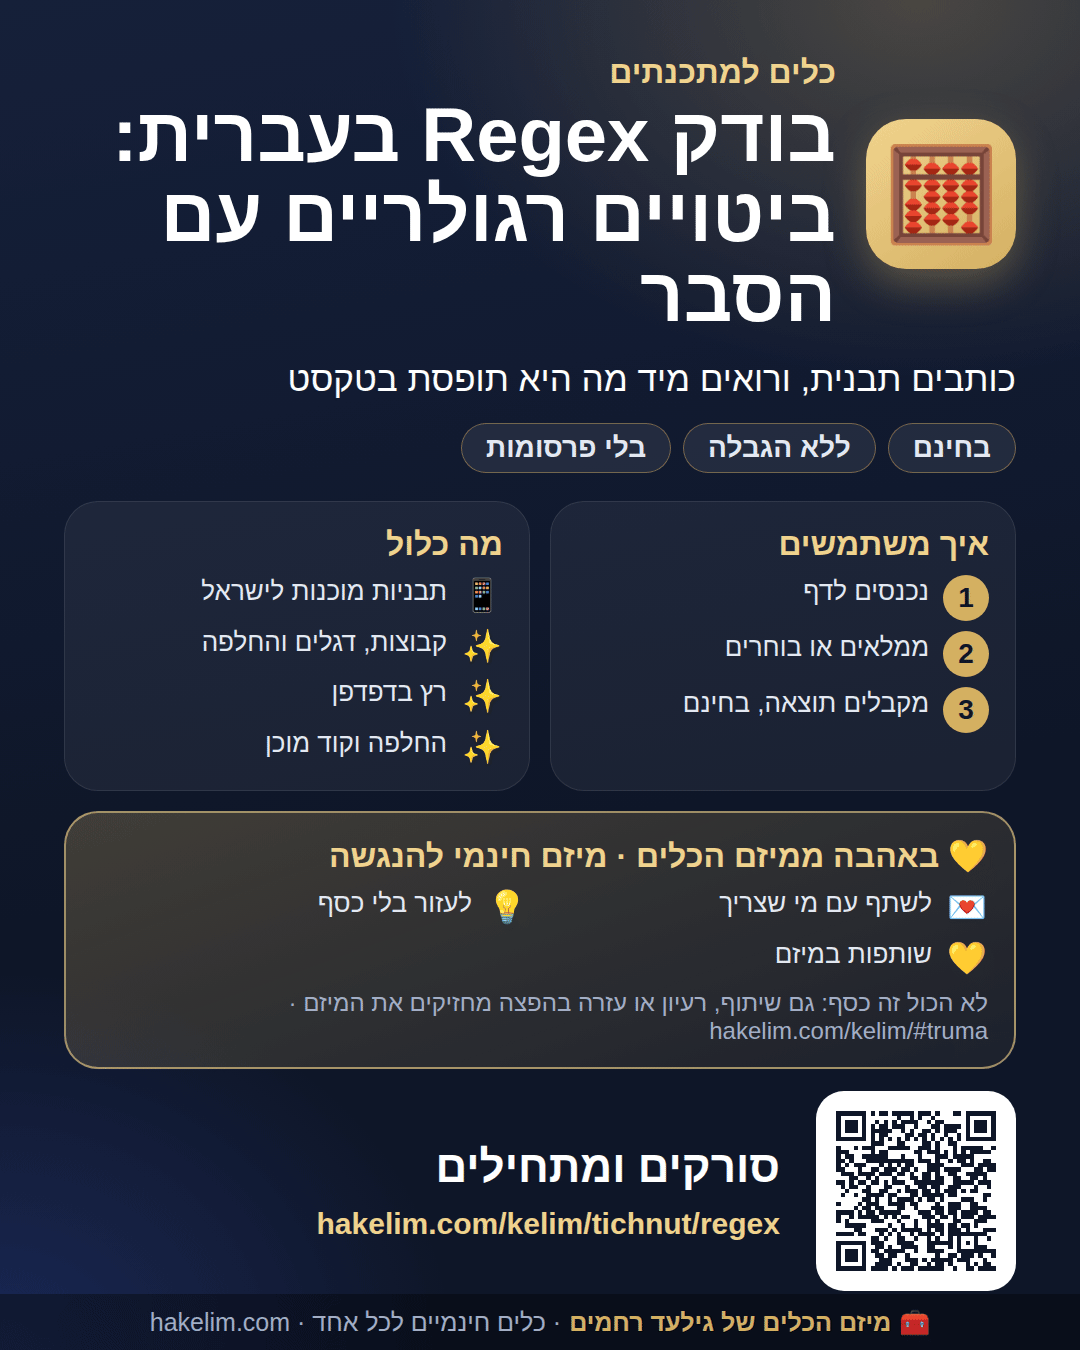 כלים למתכנתים
בודק Regex בעברית:
ביטויים רגולריים עם
הסבר
כותבים תבנית, ורואים מיד מה היא תופסת בטקסט
בחינם
ללא הגבלה
בלי פרסומות
איך משתמשים
1 נכנסים לדף
2 ממלאים או בוחרים
3 מקבלים תוצאה, בחינם
מה כלול
תבניות מוכנות לישראל
קבוצות, דגלים והחלפה
רץ בדפדפן
החלפה וקוד מוכן
💛 באהבה ממיזם הכלים · מיזם חינמי להנגשה
לשתף עם מי שצריך
לעזור בלי כסף
שותפות במיזם
לא הכול זה כסף: גם שיתוף, רעיון או עזרה בהפצה מחזיקים את המיזם ·
hakelim.com/kelim/#truma
סורקים ומתחילים
hakelim.com/kelim/tichnut/regex
🧰 מיזם הכלים של גילעד רחמים · כלים חינמיים לכל אחד · hakelim.com